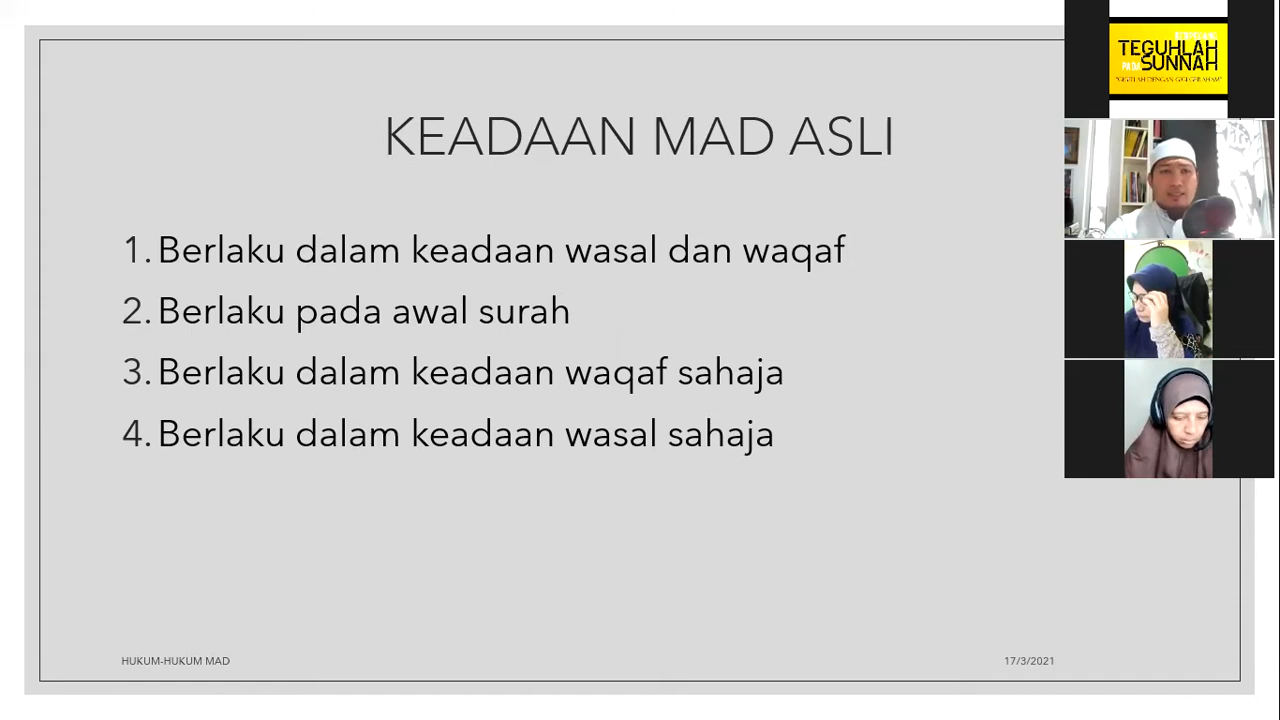 KEADAAN MAD ASLI
1. Berlaku dalam keadaan wasal dan waqaf
2. Berlaku pada awal surah
3. Berlaku dalam keadaan waqaf sahaja
4. Berlaku dalam keadaan wasal sahaja
HUKUM-HUKUM MAD
17/3/2021
TEGUHLAH
PADA SUNNAH